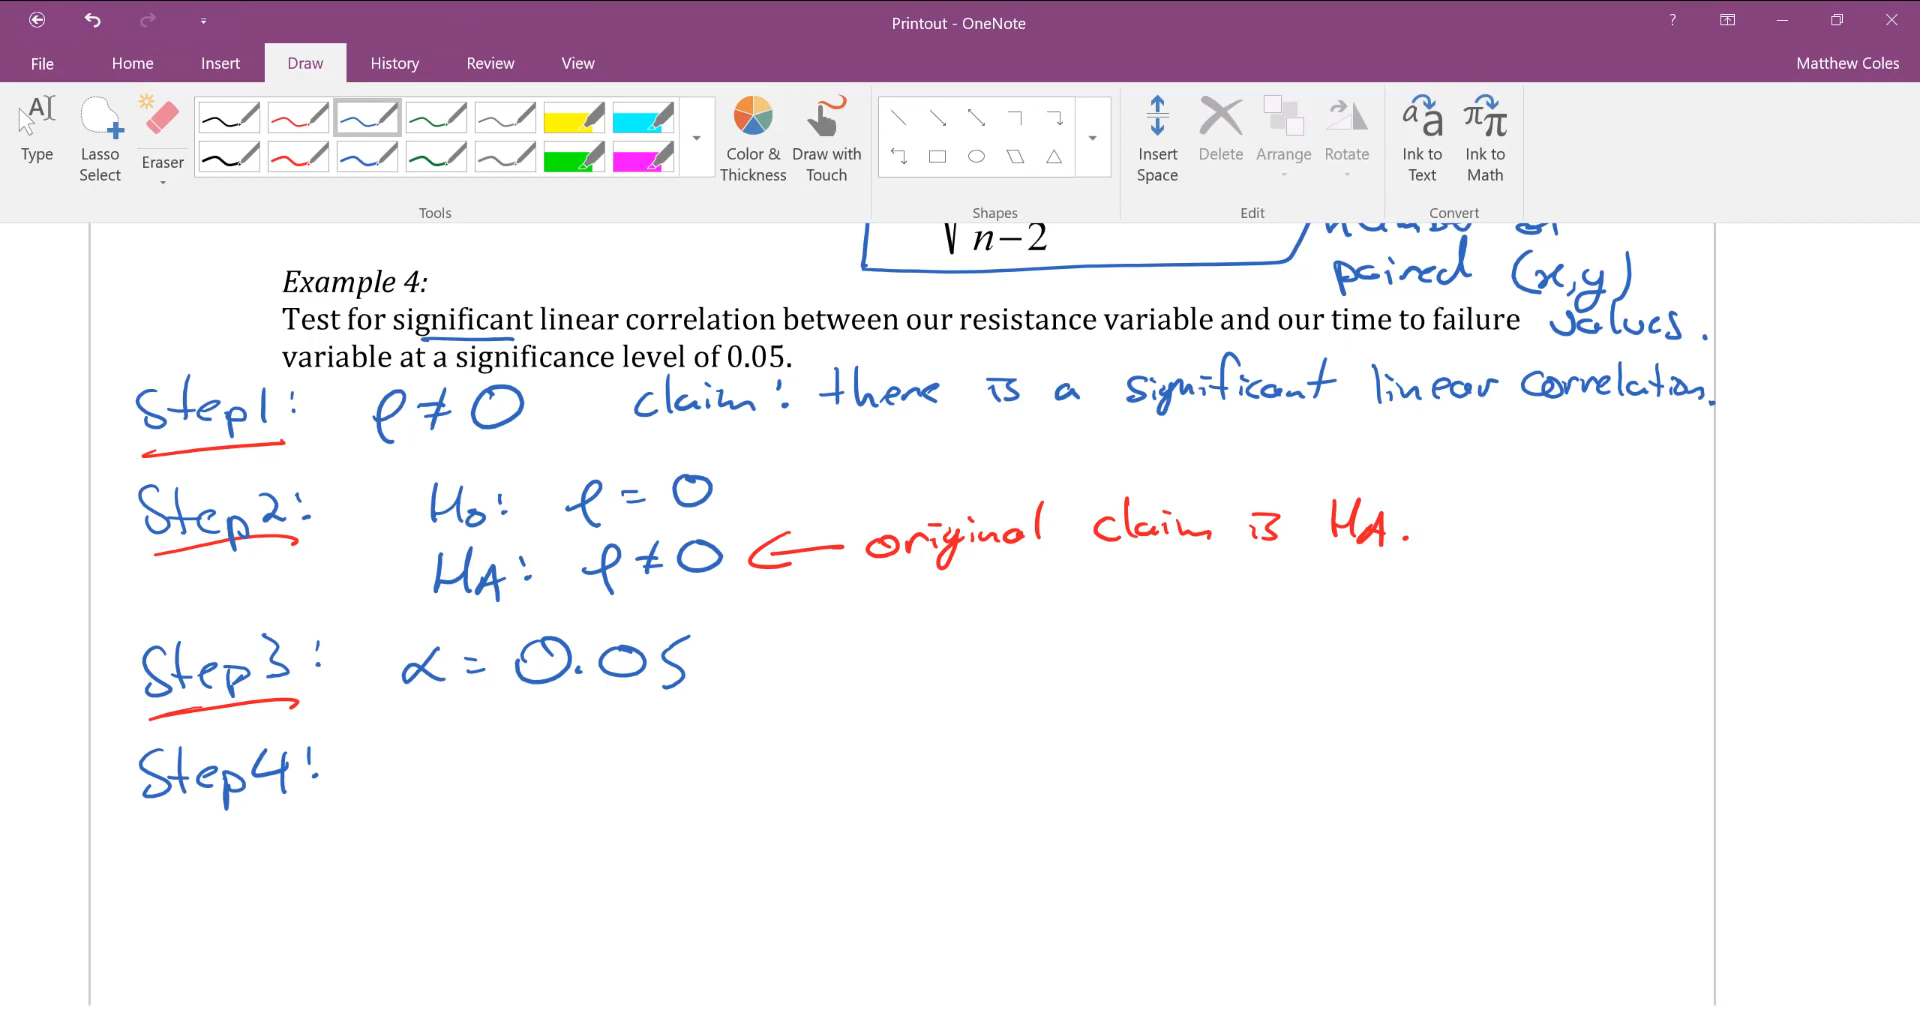 Printout - OneNote
?
File Home Insert Draw History Review View
Matthew Coles
Type
Lasso Select
Eraser
Color & Thickness
Draw with Touch
Insert Space
Delete
Arrange
Rotate
Ink to Text
Ink to Math
Tools
Shapes
Edit
Convert
√n−2
paired (x,y)
values.
Example 4:
Test for significant linear correlation between our resistance variable and our time to failure
variable at a significance level of 0.05.
Step1: ρ ≠ 0 claim: there is a significant linear correlation.
Step2: H₀: ρ = 0
H_A: ρ ≠ 0 ← original claim is H_A.
Step3: α = 0.05
Step4: